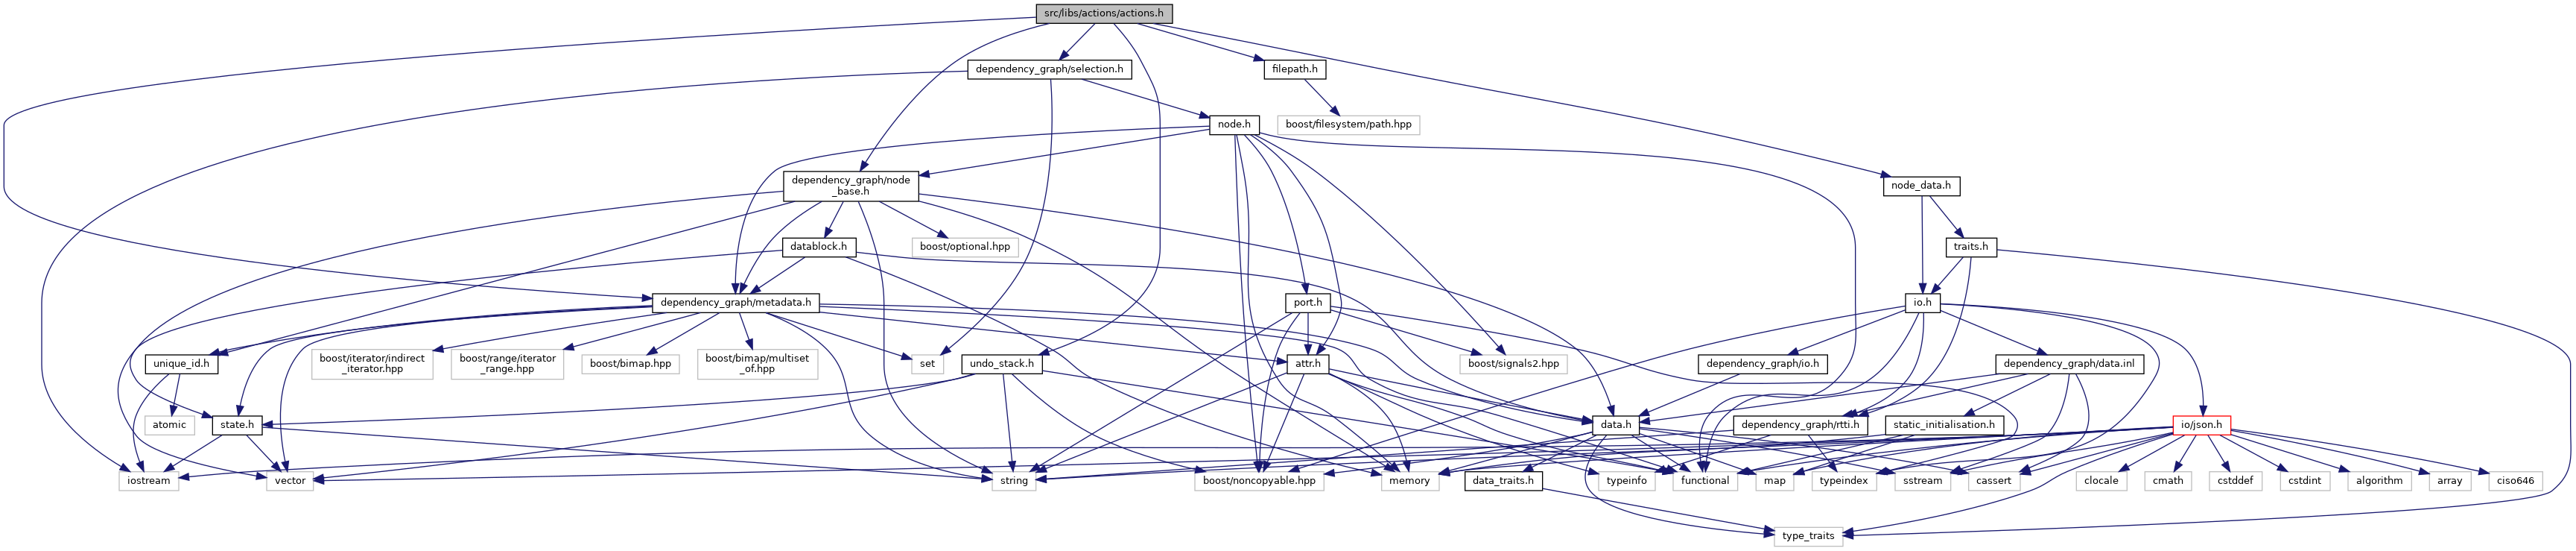 src/libs/actions/actions.h
dependency_graph/selection.h
filepath.h
node.h
boost/filesystem/path.hpp
dependency_graph/node
_base.h
node_data.h
datablock.h
boost/optional.hpp
traits.h
dependency_graph/metadata.h
port.h
io.h
unique_id.h
boost/iterator/indirect
_iterator.hpp
boost/range/iterator
_range.hpp
boost/bimap.hpp
boost/bimap/multiset
_of.hpp
set
undo_stack.h
attr.h
boost/signals2.hpp
dependency_graph/io.h
dependency_graph/data.inl
atomic
state.h
data.h
dependency_graph/rtti.h
static_initialisation.h
io/json.h
iostream
vector
string
boost/noncopyable.hpp
memory
data_traits.h
typeinfo
functional
map
typeindex
sstream
cassert
clocale
cmath
cstddef
cstdint
algorithm
array
ciso646
type_traits